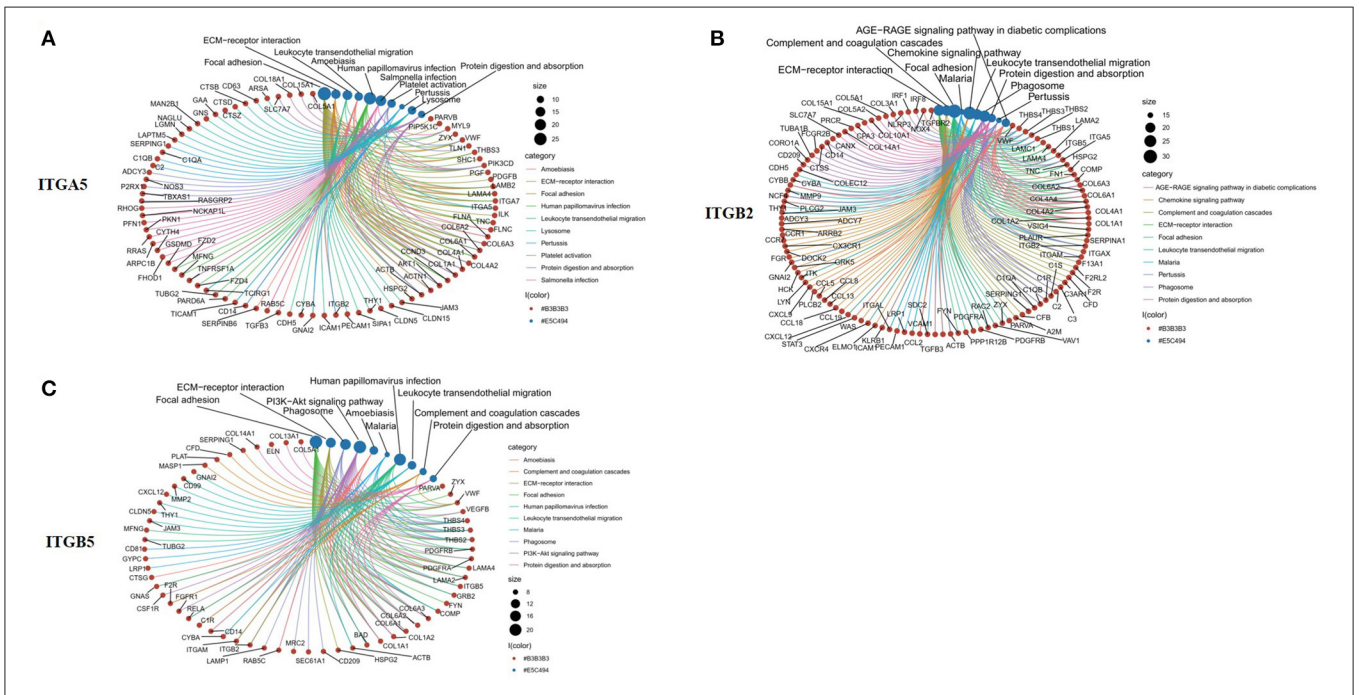 A
ITGA5
ECM−receptor interaction
Leukocyte transendothelial migration
Focal adhesion
Amoebiasis
Human papillomavirus infection
Salmonella infection
Platelet activation
Pertussis
Lysosome
Protein digestion and absorption
COL15A1
COL18A1
COL5A1
SLC7A7
ARSA
CD63
CTSB
CTSD
CTSZ
GAA
GNS
MAN2B1
NAGLU
LGMN
LAPTM5
SERPING1
C1QB
C1QA
C2
ADCY3
NOS3
P2RX1
TBXAS1
RASGRP2
RHOG
NCKAP1L
PFN1
PKN1
CYTH4
RRAS
GSDMD
FZD2
ARPC1B
MFNG
FHOD1
TNFRSF1A
FZD4
TUBG2
TCIRG1
PARD6A
TICAM1
CD14
RAB5C
SERPINB6
TGFB3
CDH5
CYBA
GNAI2
ITGB2
ICAM1
PECAM1
THY1
SIPA1
JAM3
CLDN5
CLDN15
HSPG2
ACTN1
ACTB
AKT1
CCND3
COL1A1
COL4A1
COL4A2
COL6A1
COL6A2
COL6A3
FLNA
FLNC
TNC
ILK
ITGA5
ITGA7
LAMA4
LAMB2
PDGFB
PGF
PIK3CD
SHC1
THBS3
TLN1
VWF
ZYX
MYL9
PARVB
PIP5K1C
size
10
15
20
25
category
Amoebiasis
ECM−receptor interaction
Focal adhesion
Human papillomavirus infection
Leukocyte transendothelial migration
Lysosome
Pertussis
Platelet activation
Protein digestion and absorption
Salmonella infection
I(color)
#B3B3B3
#E5C494
B
ITGB2
AGE−RAGE signaling pathway in diabetic complications
Complement and coagulation cascades
Chemokine signaling pathway
Leukocyte transendothelial migration
Focal adhesion
ECM−receptor interaction
Malaria
Protein digestion and absorption
Phagosome
Pertussis
IRF1
IRF8
COL5A1
COL3A1
COL15A1
COL5A2
TGFBR2
NOX4
NLRP3
SLC7A7
PRCP
COL10A1
TUBA1B
CPA3
COL14A1
FCGR2B
CANX
CORO1A
CD14
CD209
CTSS
CDH5
COLEC12
CYBB
CYBA
NCF4
MMP9
THY1
PLCG2
JAM3
ADCY3
ADCY7
CCR1
ARRB2
CX3CR1
DOCK2
FGR
GRK5
GNAI2
ITK
CCL8
HCK
CCL5
LYN
PLCB2
CCL13
CXCL9
CCL18
CCL19
ITGAL
CXCL12
WAS
STAT3
LRP1
SDC2
CXCR4
KLRB1
VCAM1
ELMO1
ICAM1
PECAM1
CCL2
FYN
TGFB3
ACTB
PDGFRA
RAC2
ZYX
PPP1R12B
PDGFRB
PARVA
SERPING1
C1QA
C1QB
C1R
C1S
CFB
A2M
VAV1
C2
C3
C3AR1
CFD
F2R
F2RL2
F13A1
ITGAX
ITGAM
ITGB2
PLAUR
SERPINA1
VSIG4
COL1A1
COL1A2
COL4A1
COL4A2
COL4A4
COL6A1
COL6A2
COL6A3
COMP
FN1
TNC
HSPG2
LAMA4
ITGB5
LAMC1
ITGA5
THBS1
LAMA2
VWF
THBS4
THBS3
THBS2
size
15
20
25
30
category
AGE−RAGE signaling pathway in diabetic complications
Chemokine signaling pathway
Complement and coagulation cascades
ECM−receptor interaction
Focal adhesion
Leukocyte transendothelial migration
Malaria
Pertussis
Phagosome
Protein digestion and absorption
I(color)
#B3B3B3
#E5C494
C
ITGB5
Human papillomavirus infection
ECM−receptor interaction
Leukocyte transendothelial migration
PI3K−Akt signaling pathway
Focal adhesion
Phagosome
Amoebiasis
Complement and coagulation cascades
Malaria
Protein digestion and absorption
COL14A1
COL13A1
COL5A1
SERPING1
ELN
CFD
PLAT
MASP1
GNAI2
CD99
CXCL12
MMP2
CLDN5
THY1
MFNG
JAM3
TUBG2
CD81
GYPC
LRP1
CTSG
F2R
GNAS
FGFR1
CSF1R
RELA
C1R
CD14
CYBA
ITGAM
ITGB2
LAMP1
RAB5C
MRC2
SEC61A1
CD209
BAD
HSPG2
ACTB
COL1A1
COL1A2
COL6A1
COL6A2
COL6A3
COMP
FYN
GRB2
ITGB5
LAMA2
LAMA4
PDGFRA
PDGFRB
THBS2
THBS3
THBS4
VEGFB
VWF
ZYX
PARVA
category
Amoebiasis
Complement and coagulation cascades
ECM−receptor interaction
Focal adhesion
Human papillomavirus infection
Leukocyte transendothelial migration
Malaria
Phagosome
PI3K−Akt signaling pathway
Protein digestion and absorption
size
8
12
16
20
I(color)
#B3B3B3
#E5C494